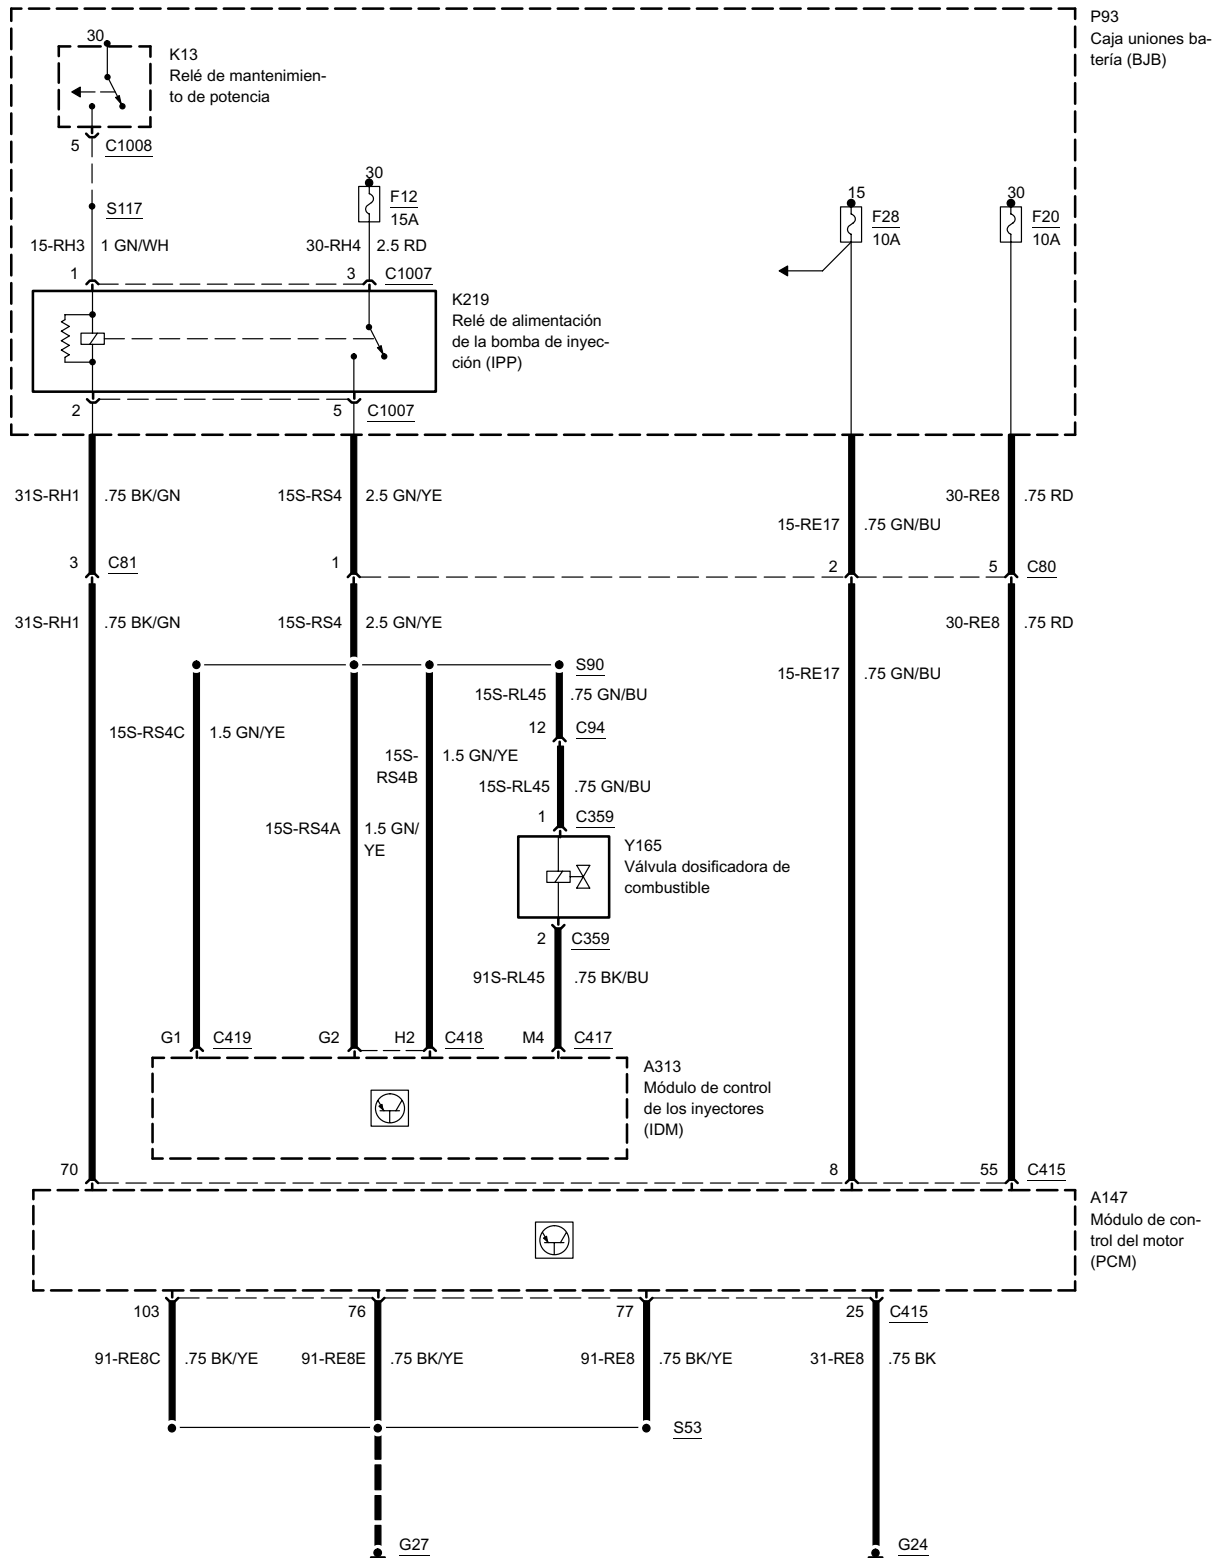 P93
Caja uniones ba-
tería (BJB)
30
K13
Relé de mantenimien-
to de potencia
5 C1008
30
F12
15A
15
F28
10A
30
F20
10A
S117
15-RH3 1 GN/WH
30-RH4 2.5 RD
1
3 C1007
K219
Relé de alimentación
de la bomba de inyec-
ción (IPP)
2
5 C1007
31S-RH1 .75 BK/GN
15S-RS4 2.5 GN/YE
30-RE8 .75 RD
15-RE17 .75 GN/BU
3 C81
1
2
5 C80
31S-RH1 .75 BK/GN
15S-RS4 2.5 GN/YE
30-RE8 .75 RD
S90
15-RE17 .75 GN/BU
15S-RL45 .75 GN/BU
12 C94
15S-RS4C 1.5 GN/YE
15S-
RS4B
1.5 GN/YE
15S-RL45 .75 GN/BU
1 C359
15S-RS4A
1.5 GN/
YE
Y165
Válvula dosificadora de
combustible
2 C359
91S-RL45 .75 BK/BU
G1 C419
G2
H2 C418
M4 C417
A313
Módulo de control
de los inyectores
(IDM)
70
8
55 C415
A147
Módulo de con-
trol del motor
(PCM)
103
76
77
25 C415
91-RE8C .75 BK/YE
91-RE8E .75 BK/YE
91-RE8 .75 BK/YE
31-RE8 .75 BK
S53
G27
G24